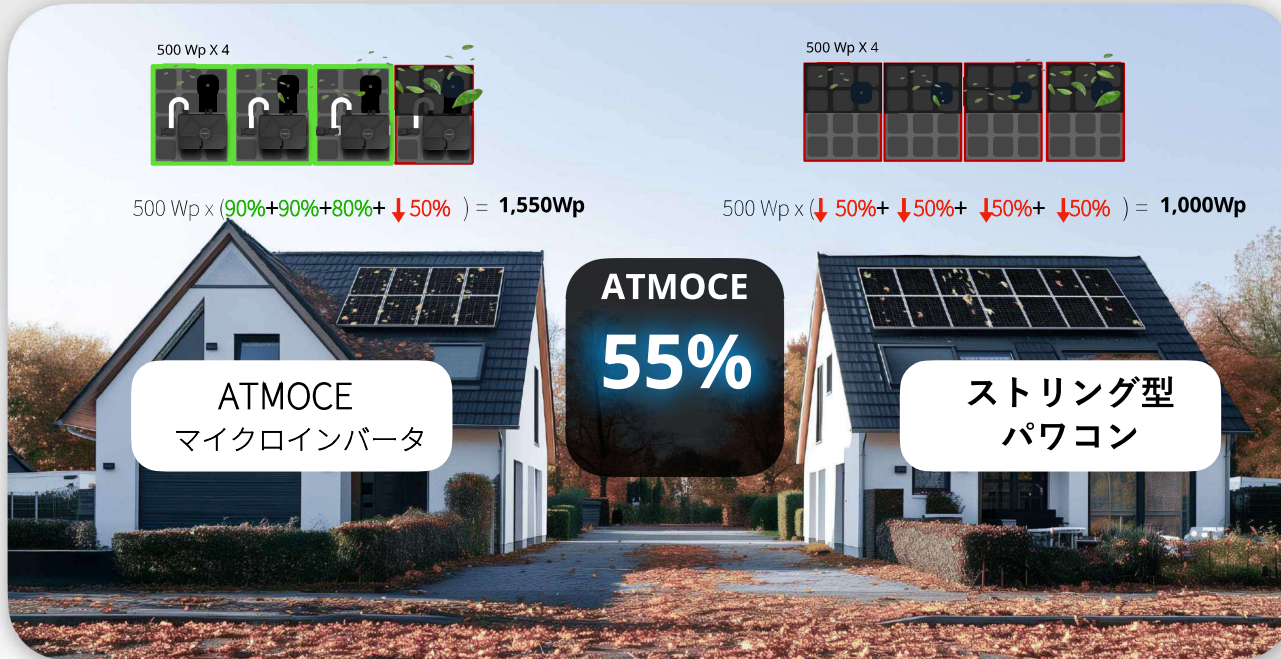 500 Wp X 4
500 Wp x (90%+90%+80%+ ↓ 50% ) = 1,550Wp
ATMOCE
マイクロインバータ
ATMOCE
55%
500 Wp X 4
500 Wp x (↓ 50%+ ↓50%+ ↓50%+ ↓50% ) = 1,000Wp
ストリング型
パワコン